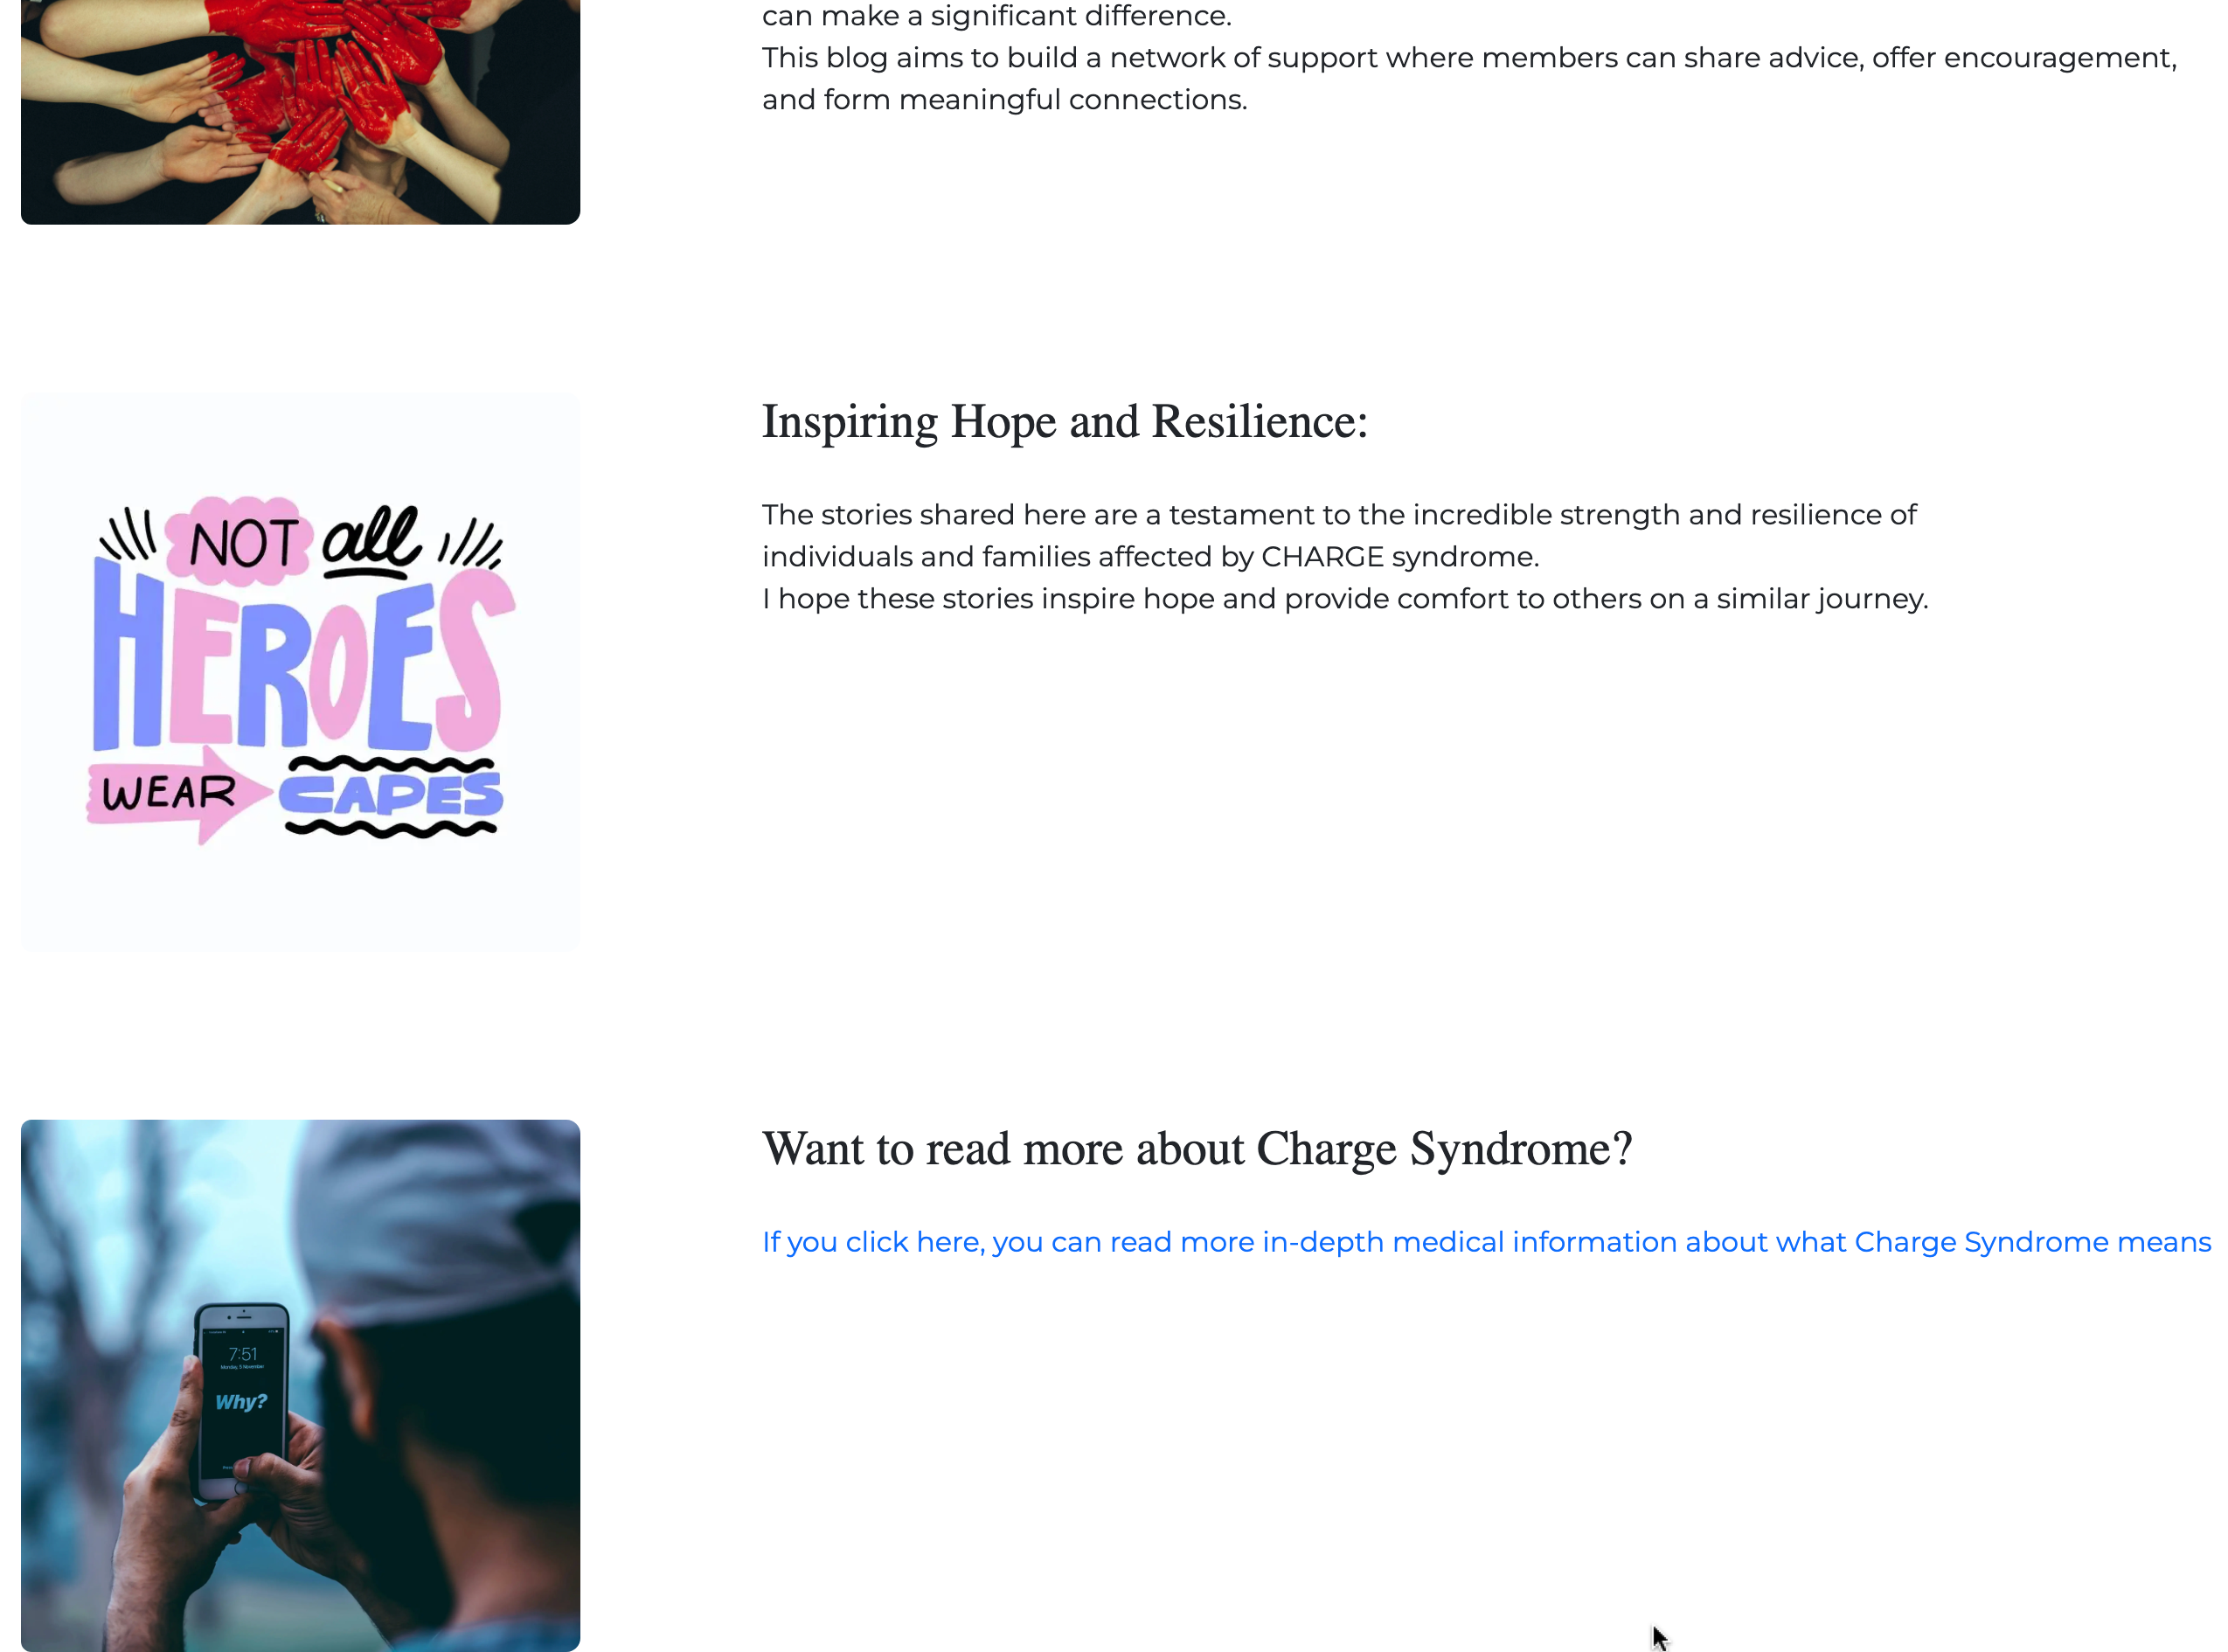 can make a significant difference.
This blog aims to build a network of support where members can share advice, offer encouragement,
and form meaningful connections.
NOT all
HEROES
WEAR CAPES
Inspiring Hope and Resilience:
The stories shared here are a testament to the incredible strength and resilience of
individuals and families affected by CHARGE syndrome.
I hope these stories inspire hope and provide comfort to others on a similar journey.
7:51
Monday, 5 November
Why?
Want to read more about Charge Syndrome?
If you click here, you can read more in-depth medical information about what Charge Syndrome means